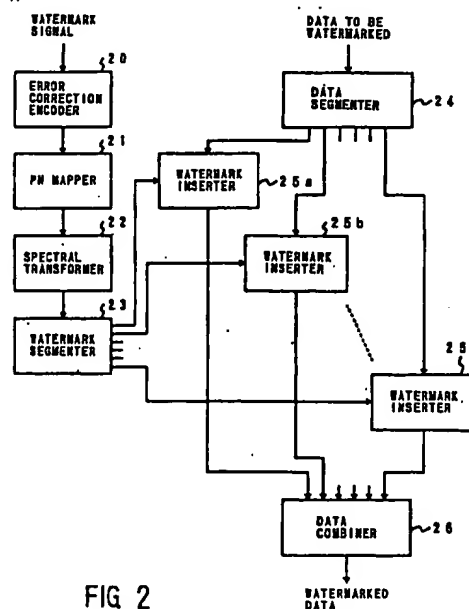 WATERMARK
SIGNAL
20
ERROR
CORRECTION
ENCODER
21
PN MAPPER
22
SPECTRAL
TRANSFORMER
23
WATERMARK
SEGMENTER
DATA TO BE
WATERMARKED
DATA
SEGMENTER
24
WATERMARK
INSERTER
25a
25b
WATERMARK
INSERTER
25
WATERMARK
INSERTER
DATA
COMBINER
26
WATERMARKED
DATA
FIG 2